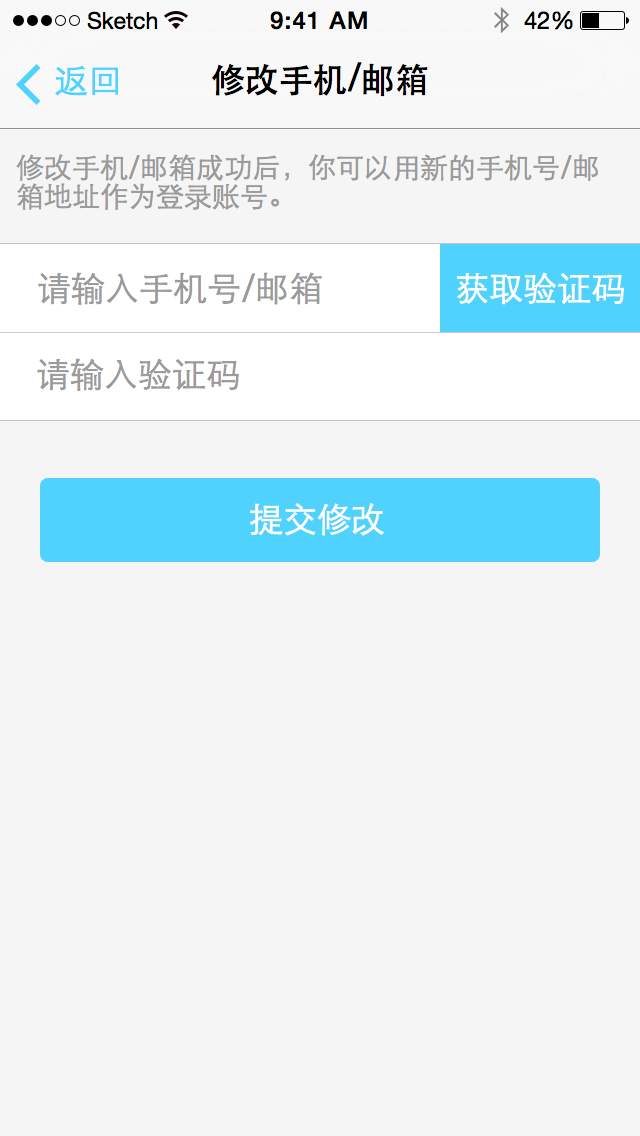 Sketch 9:41 AM 42%
返回 修改手机/邮箱
修改手机/邮箱成功后，你可以用新的手机号/邮
箱地址作为登录账号。
请输入手机号/邮箱 获取验证码
请输入验证码
提交修改